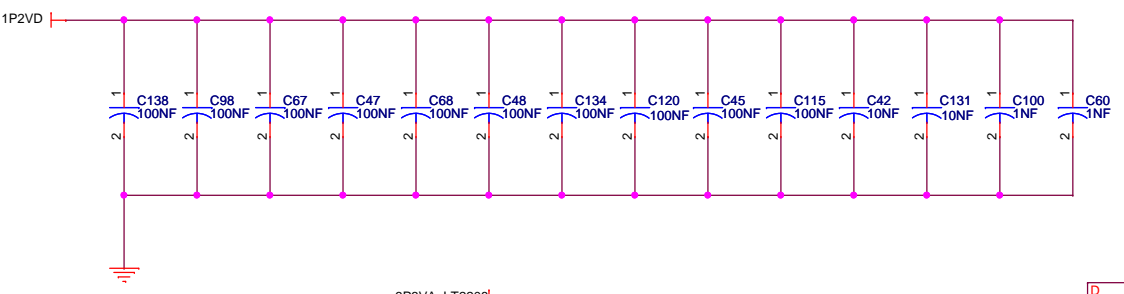 1P2VD
1 1 1 1 1 1 1 1 1 1 1 1 1 1
C138 C98 C67 C47 C68 C48 C134 C120 C45 C115 C42 C131 C100 C60
100NF 100NF 100NF 100NF 100NF 100NF 100NF 100NF 100NF 100NF 10NF 10NF 1NF 1NF
2 2 2 2 2 2 2 2 2 2 2 2 2 2
D